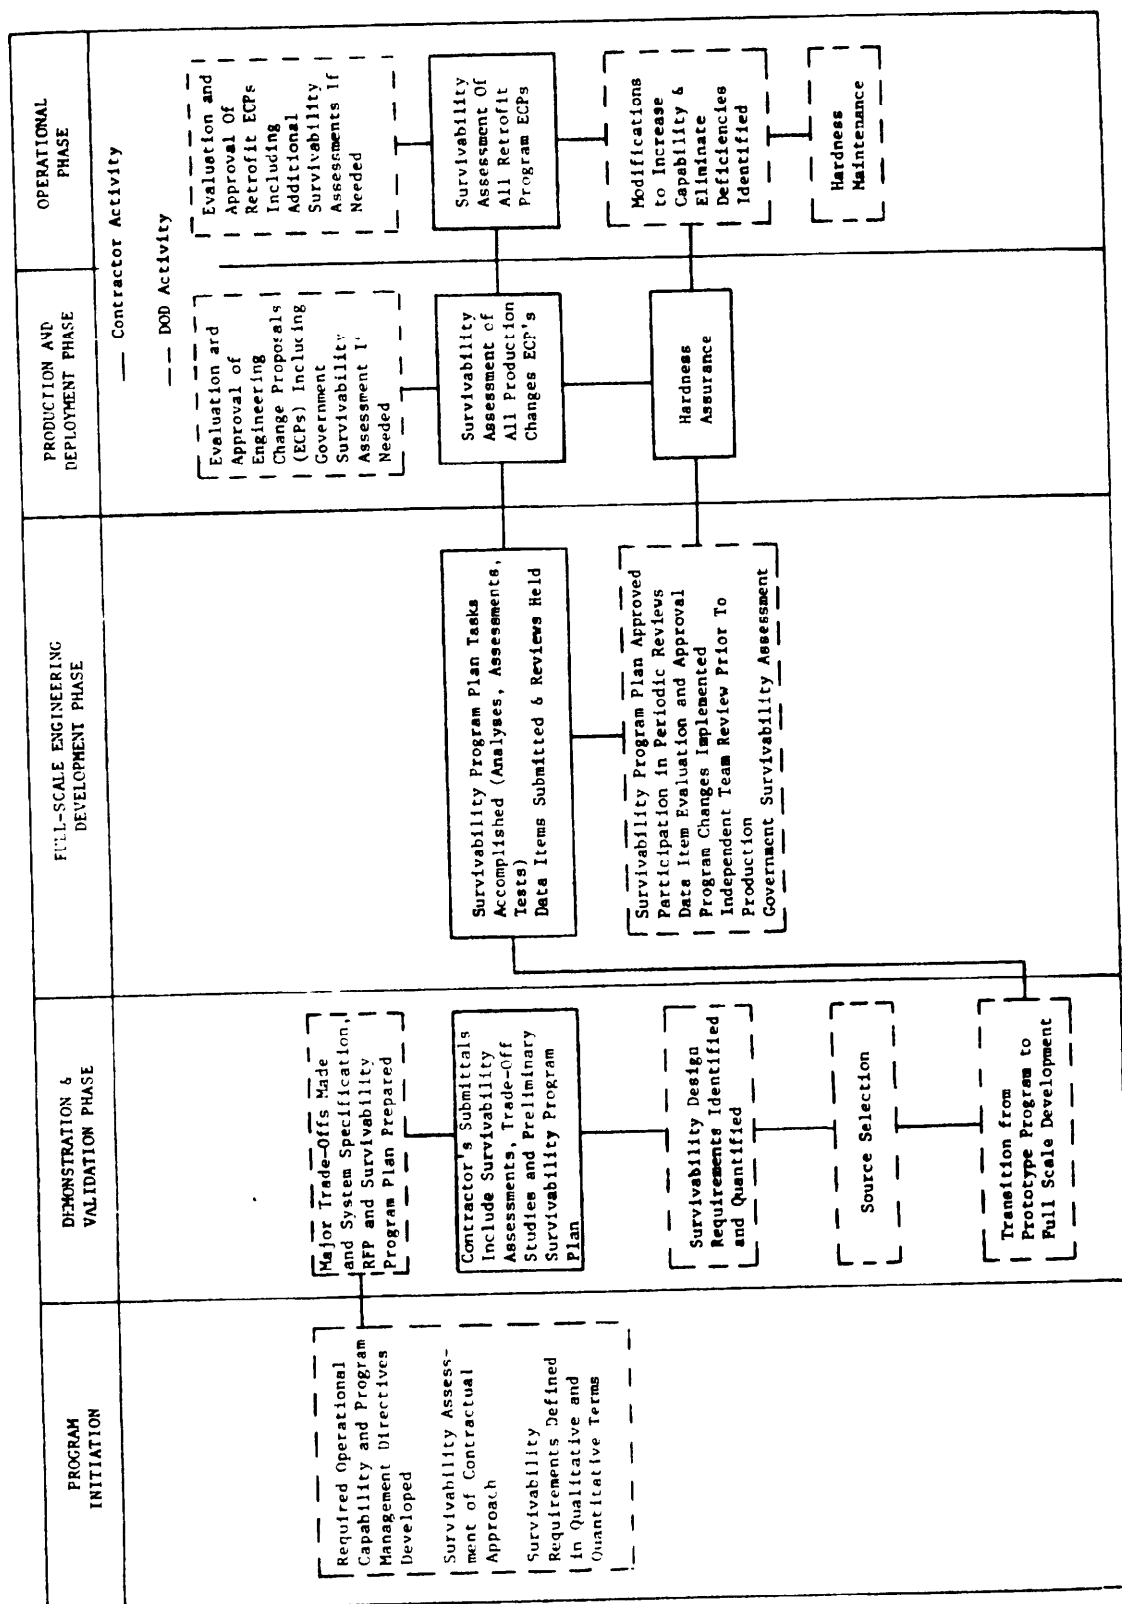 PROGRAM
INITIATION
DEMONSTRATION &
VALIDATION PHASE
FULL-SCALE ENGINEERING
DEVELOPMENT PHASE
PRODUCTION AND
DEPLOYMENT PHASE
OPERATIONAL
PHASE
— Contractor Activity
—— DOD Activity
Required Operational
Capability and Program
Management Directives
Developed
Survivability Assess-
ment of Contractual
Approach
Survivability
Requirements Defined
in Qualitative and
Quantitative Terms
Major Trade-Offs Made
and System Specification,
RFP and Survivability
Program Plan Prepared
Contractor's Submittals
Include Survivability
Assessments, Trade-Off
Studies and Preliminary
Survivability Program
Plan
Survivability Design
Requirements Identified
and Quantified
Source Selection
Transition from
Prototype Program to
Full Scale Development
Survivability Program Plan Tasks
Accomplished (Analyses, Assessments,
Tests)
Data Items Submitted & Reviews Held
Survivability Program Plan Approved
Participation in Periodic Reviews
Data Item Evaluation and Approval
Program Changes Implemented
Independent Team Review Prior To
Production
Government Survivability Assessment
Evaluation and
Approval of
Engineering
Change Proposals
(ECPs) Including
Government
Survivability
Assessment If
Needed
Survivability
Assessment of
All Production
Changes ECP's
Hardness
Assurance
Evaluation and
Approval Of
Retrofit ECPs
Including
Additional
Survivability
Assessments If
Needed
Survivability
Assessment Of
All Retrofit
Program ECPs
Modifications
to Increase
Capability &
Eliminate
Deficiencies
Identified
Hardness
Maintenance